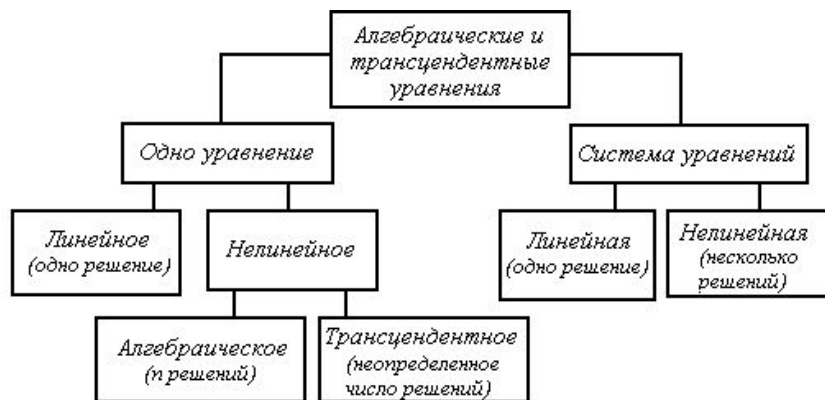 Алгебраические и
трансцендентные
уравнения
Одно уравнение
Система уравнений
Линейное
(одно решение)
Нелинейное
Линейная
(одно решение)
Нелинейная
(несколько
решений)
Алгебраическое
(n решений)
Трансцендентное
(неопределенное
число решений)